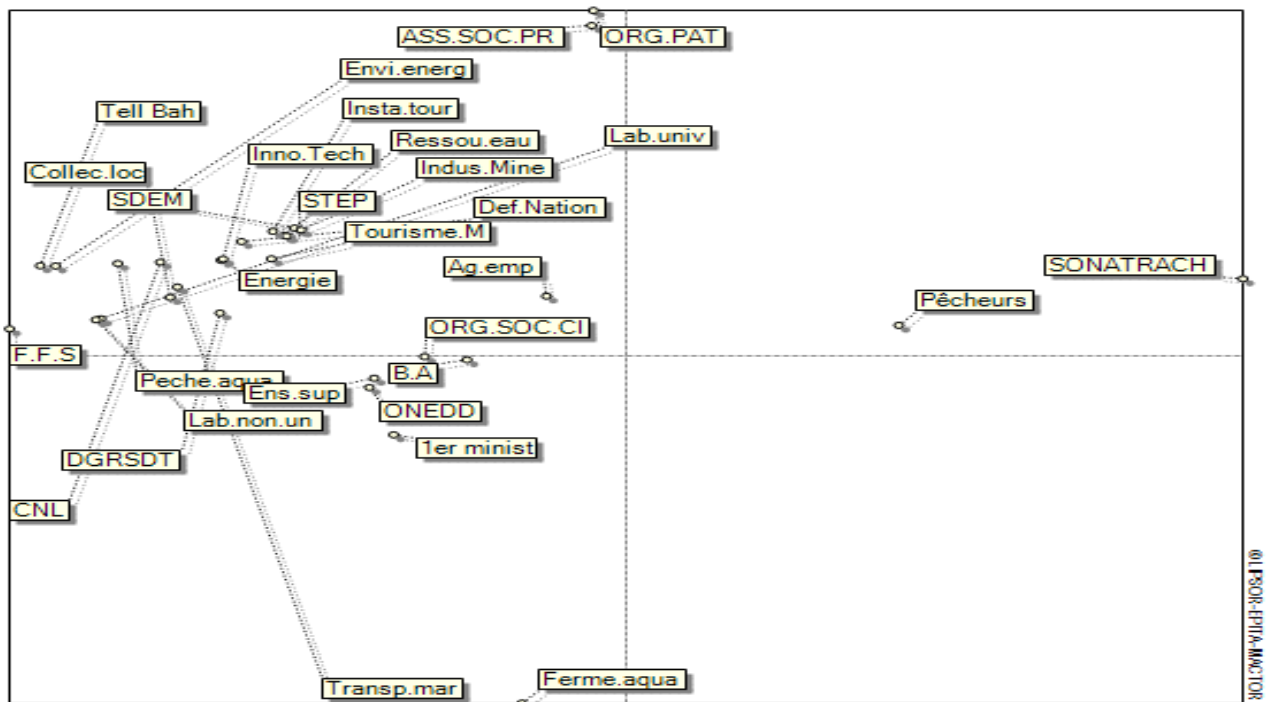 ASS.SOC.PR
ORG.PAT
Envi.energ
Tell Bah
Insta.tour
Lab.univ
Ressou.eau
Inno.Tech
Indus.Mine
Collec.loc
SDEM
STEP
Def.Nation
Tourisme.M
Ag.emp
SONATRACH
Energie
Pêcheurs
ORG.SOC.CI
F.F.S
B.A
Peche.aqua
Ens.sup
ONEDD
Lab.non.un
1er minist
DGRSDT
CNL
Ferme.aqua
Transp.mar
©LIPSOR-EPITA-MACTOR